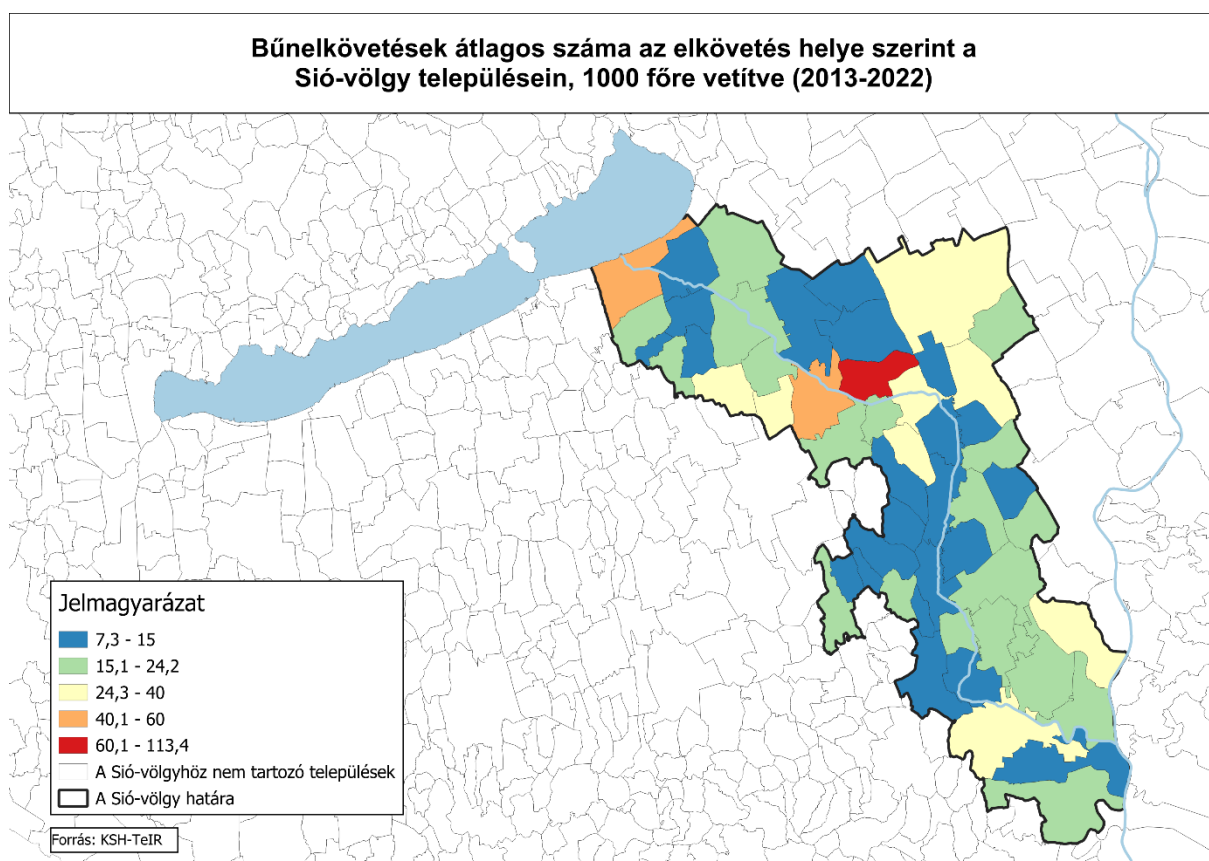 Bűnelkövetések átlagos száma az elkövetés helye szerint a
Sió-völgy településein, 1000 főre vetítve (2013-2022)
Jelmagyarázat
7,3 - 15
15,1 - 24,2
24,3 - 40
40,1 - 60
60,1 - 113,4
A Sió-völgyhöz nem tartozó települések
A Sió-völgy határa
Forrás: KSH-TeIR